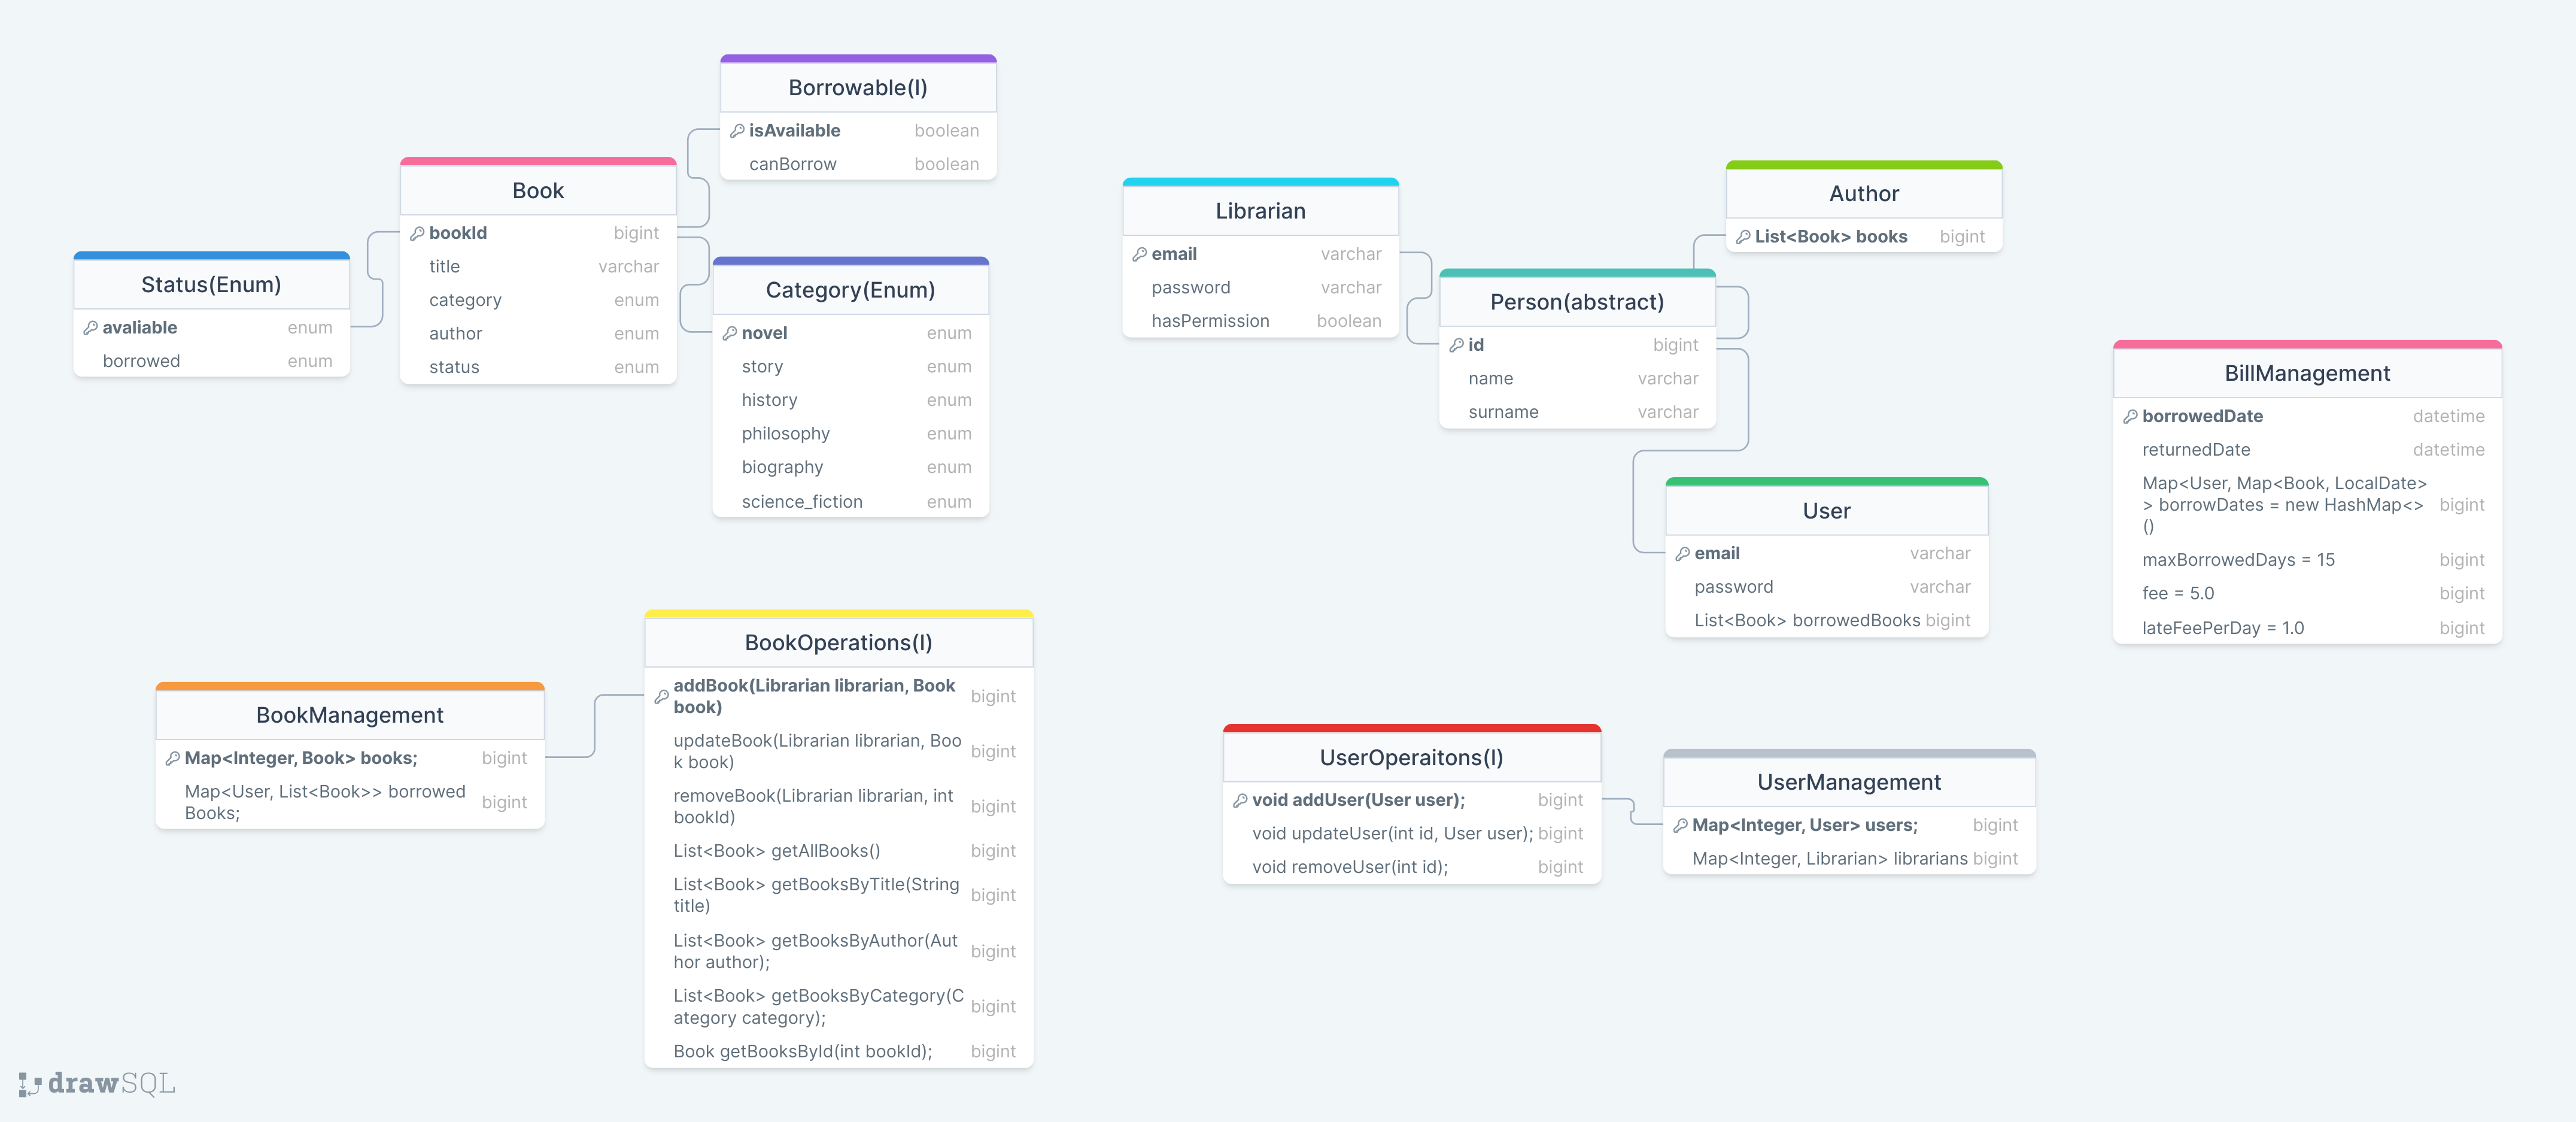 Borrowable(I)
isAvailable boolean
canBorrow boolean
Book
bookId bigint
title varchar
category enum
author enum
status enum
Status(Enum)
avaliable enum
borrowed enum
Category(Enum)
novel enum
story enum
history enum
philosophy enum
biography enum
science_fiction enum
Librarian
email varchar
password varchar
hasPermission boolean
Author
List<Book> books bigint
Person(abstract)
id bigint
name varchar
surname varchar
User
email varchar
password varchar
List<Book> borrowedBooks bigint
BillManagement
borrowedDate datetime
returnedDate datetime
Map<User, Map<Book, LocalDate>
> borrowDates = new HashMap<> bigint
()
maxBorrowedDays = 15 bigint
fee = 5.0 bigint
lateFeePerDay = 1.0 bigint
BookManagement
Map<Integer, Book> books; bigint
Map<User, List<Book>> borrowed
Books; bigint
BookOperations(I)
addBook(Librarian librarian, Book
book) bigint
updateBook(Librarian librarian, Boo
k book) bigint
removeBook(Librarian librarian, int
bookId) bigint
List<Book> getAllBooks() bigint
List<Book> getBooksByTitle(String
title) bigint
List<Book> getBooksByAuthor(Aut
hor author); bigint
List<Book> getBooksByCategory(C
ategory category); bigint
Book getBooksById(int bookId); bigint
UserOperaitons(I)
void addUser(User user); bigint
void updateUser(int id, User user); bigint
void removeUser(int id); bigint
UserManagement
Map<Integer, User> users; bigint
Map<Integer, Librarian> librarians bigint
drawSQL